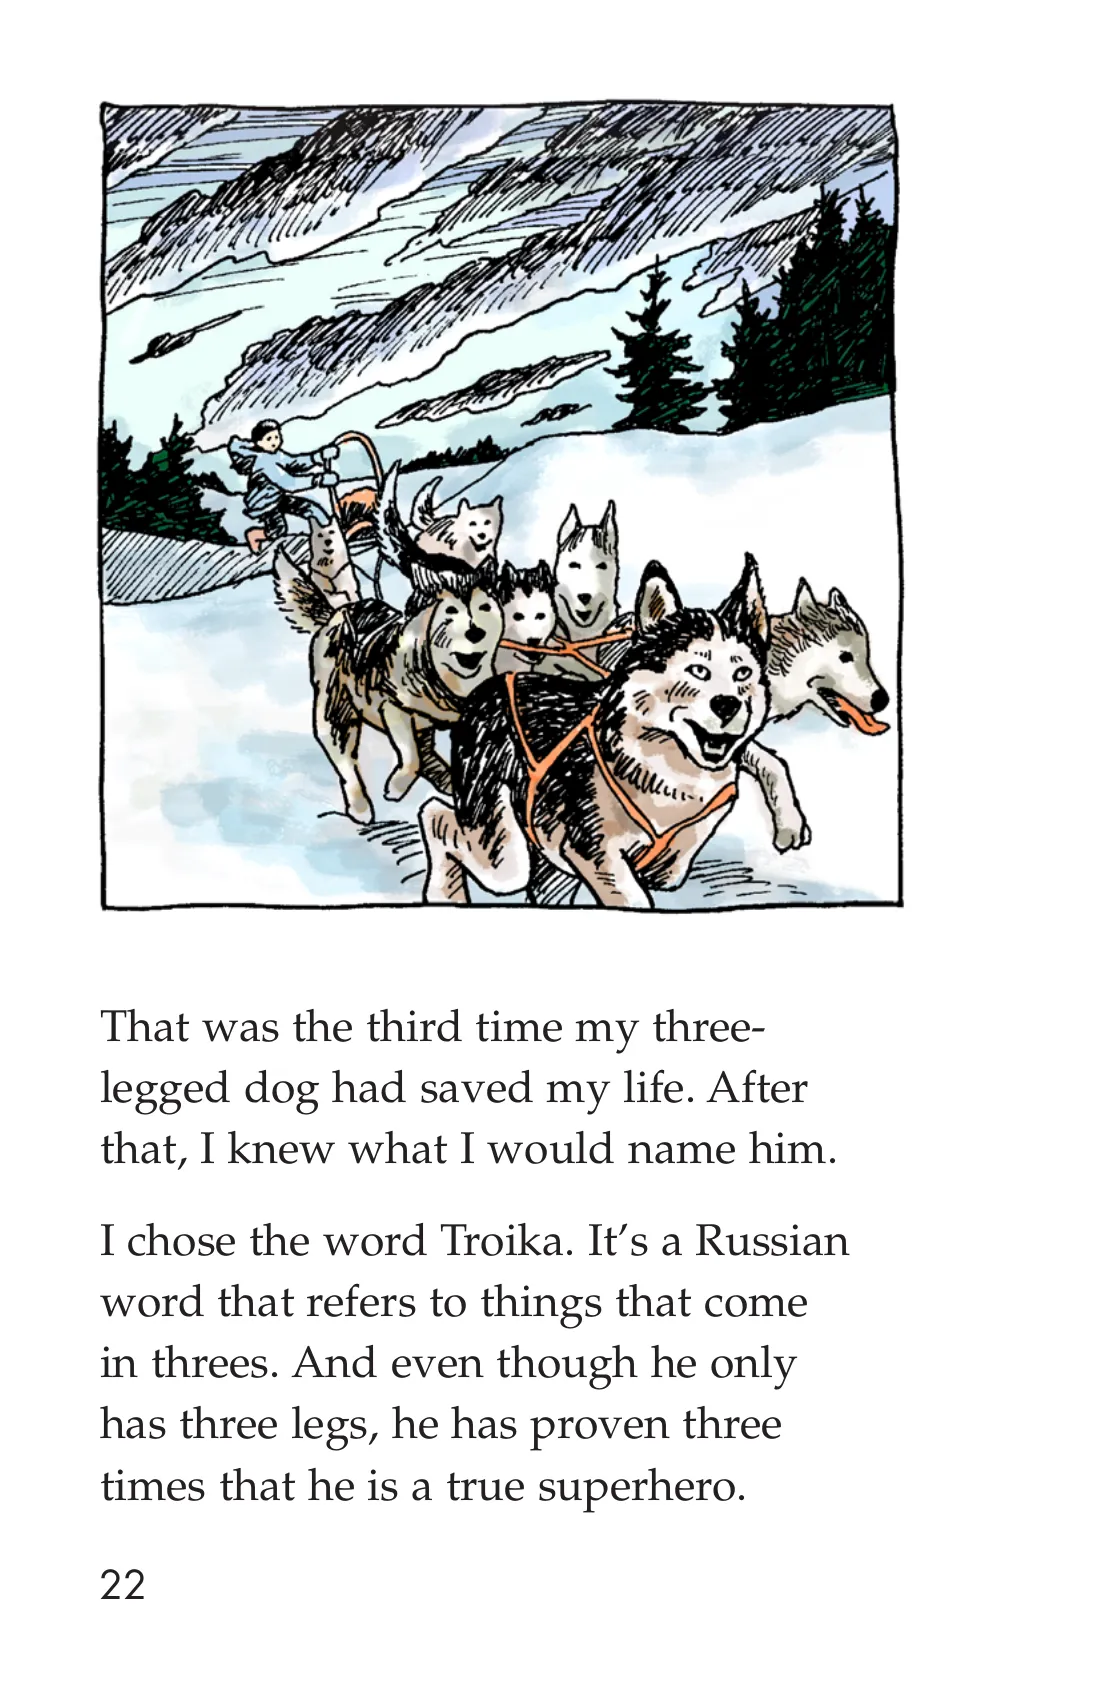 That was the third time my three-
legged dog had saved my life. After
that, I knew what I would name him.
I chose the word Troika. It’s a Russian
word that refers to things that come
in threes. And even though he only
has three legs, he has proven three
times that he is a true superhero.
22